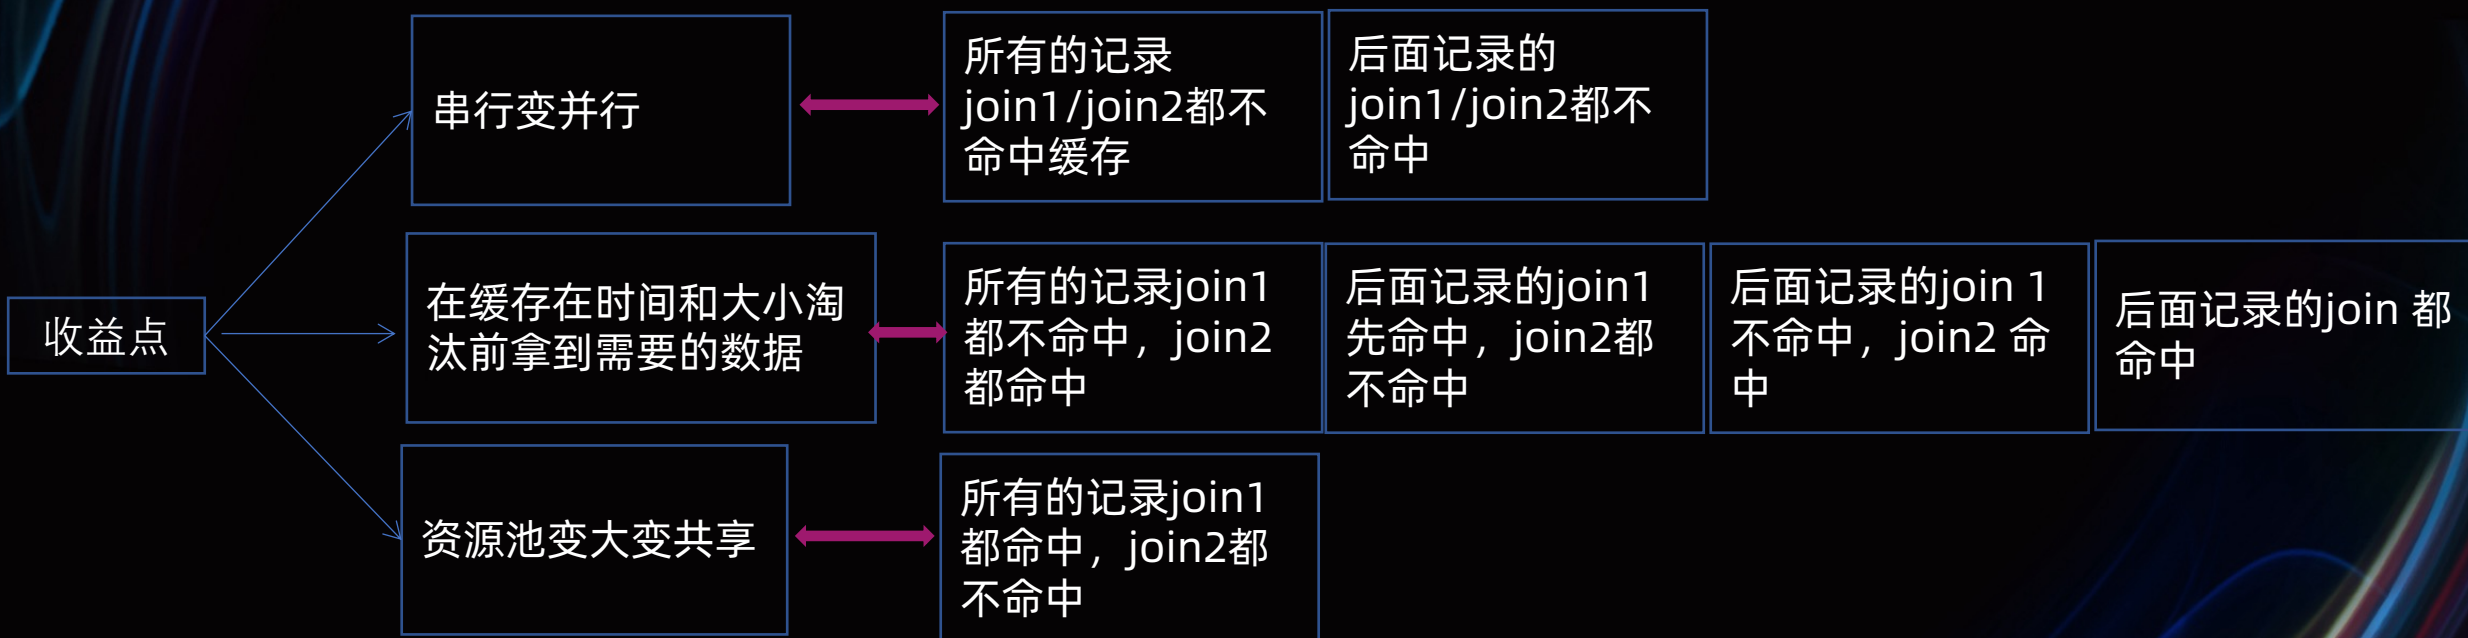 串行变并行
所有的记录
join1/join2都不
命中缓存
后面记录的
join1/join2都不
命中
收益点
在缓存在时间和大小淘
汰前拿到需要的数据
所有的记录join1
都不命中，join2
都命中
后面记录的join1
先命中，join2都
不命中
后面记录的join 1
不命中，join2 命
中
后面记录的join 都
命中
资源池变大变共享
所有的记录join1
都命中，join2都
不命中